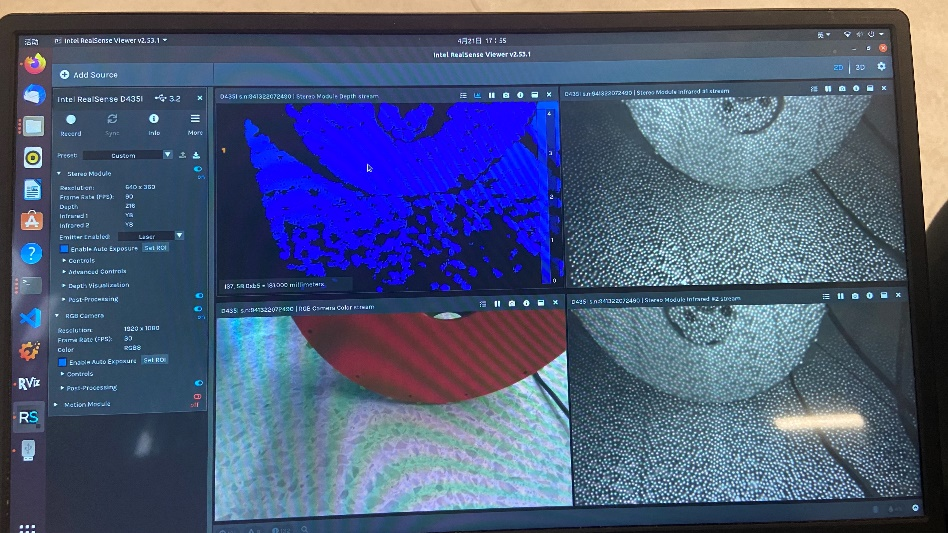 活动
Intel RealSense Viewer v2.53.1
4月21日 17:55
英
Intel RealSense Viewer v2.53.1
Add Source
2D
3D
Intel RealSense D435I
3.2
Record
Sync
Info
More
Preset:
Custom
Stereo Module
Resolution:
640 x 360
Frame Rate (FPS):
90
Depth
Z16
Infrared 1
Y8
Infrared 2
Y8
Emitter Enabled:
Laser
Enable Auto Exposure
Set ROI
Controls
Advanced Controls
Depth Visualization
Post-Processing
RGB Camera
Resolution:
1920 x 1080
Frame Rate (FPS):
30
Color
RGB8
Enable Auto Exposure
Set ROI
Controls
Post-Processing
Motion Module
off
D435I s.n:941322072490 | Stereo Module Depth stream
4
3
2
1
0
D435I s.n:941322072490 | Stereo Module Infrared #1 stream
D435I s.n:941322072490 | RGB Camera Color stream
D435I s.n:941322072490 | Stereo Module Infrared #2 stream
RViz
RS